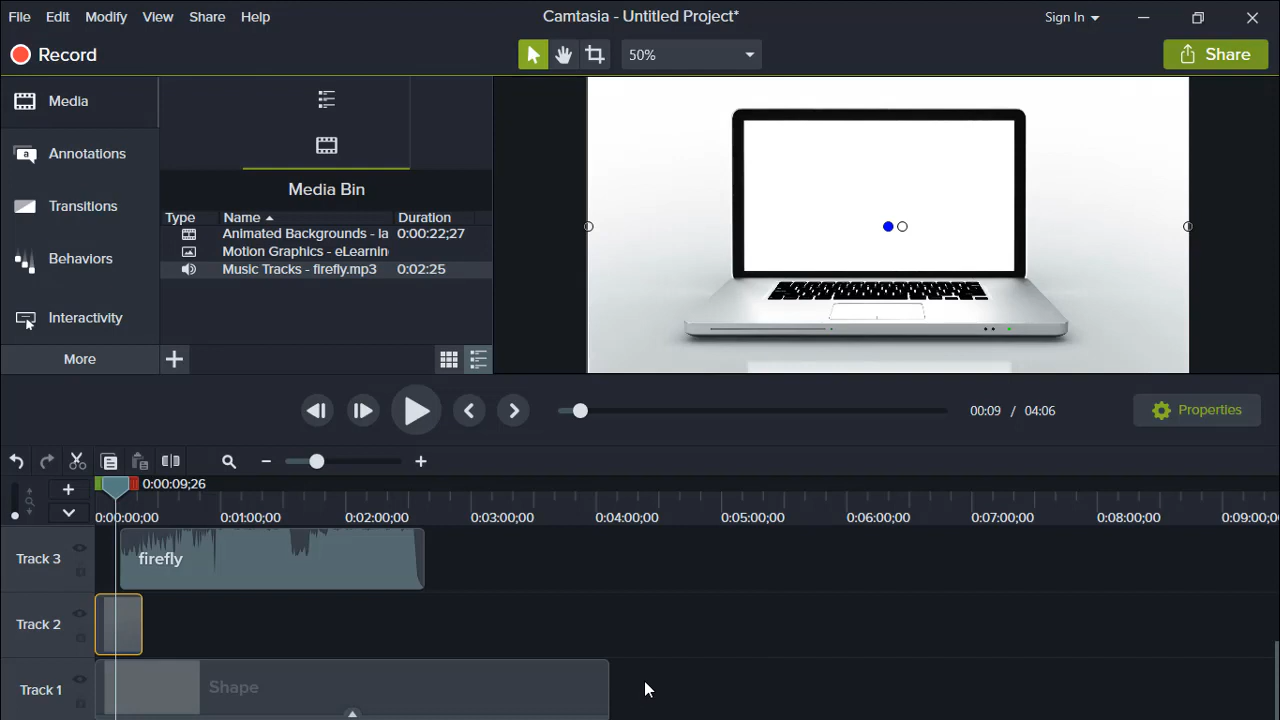 File Edit Modify View Share Help
Camtasia - Untitled Project*
Sign In
Record
50%
Share
Media
Annotations
Transitions
Behaviors
Interactivity
More
Media Bin
Type Name Duration
Animated Backgrounds - la 0:00:22;27
Motion Graphics - eLearnin
Music Tracks - firefly.mp3 0:02:25
00:09 / 04:06
Properties
0:00:09;26
0:00:00;00 0:01:00;00 0:02:00;00 0:03:00;00 0:04:00;00 0:05:00;00 0:06:00;00 0:07:00;00 0:08:00;00 0:09:00;0
Track 3
firefly
Track 2
Track 1
Shape